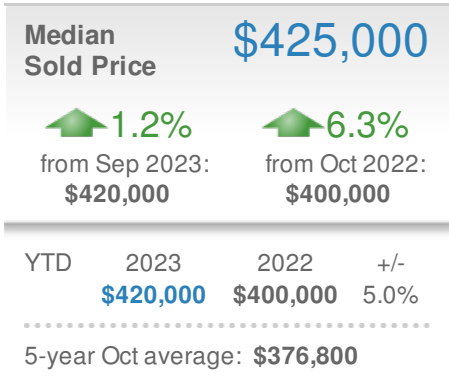 Median $425,000
Sold Price
1.2% 6.3%
from Sep 2023: from Oct 2022:
$420,000 $400,000
YTD 2023 2022 +/-
$420,000 $400,000 5.0%
5-year Oct average: $376,800